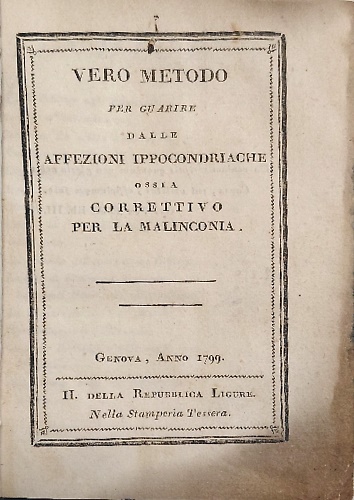 VERO METODO
PER GUARIRE
DALLE
AFFEZIONI IPPOCONDRIACHE
OSSIA
CORRETTIVO
PER LA MALINCONIA.
GENOVA, ANNO 1799.
II. DELLA REPUBBLICA LIGURE.
Nella Stamperia Tessera.